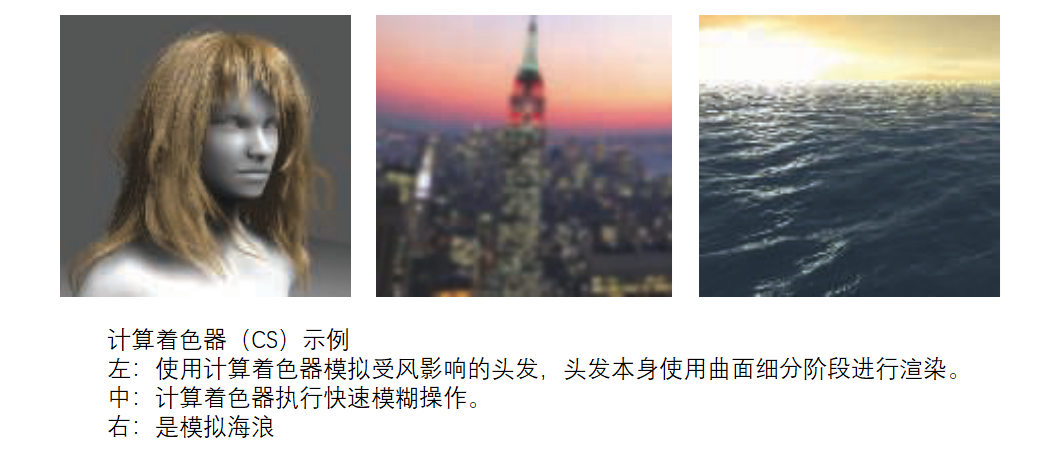 计算着色器（CS）示例
左：使用计算着色器模拟受风影响的头发，头发本身使用曲面细分阶段进行渲染。
中：计算着色器执行快速模糊操作。
右：是模拟海浪